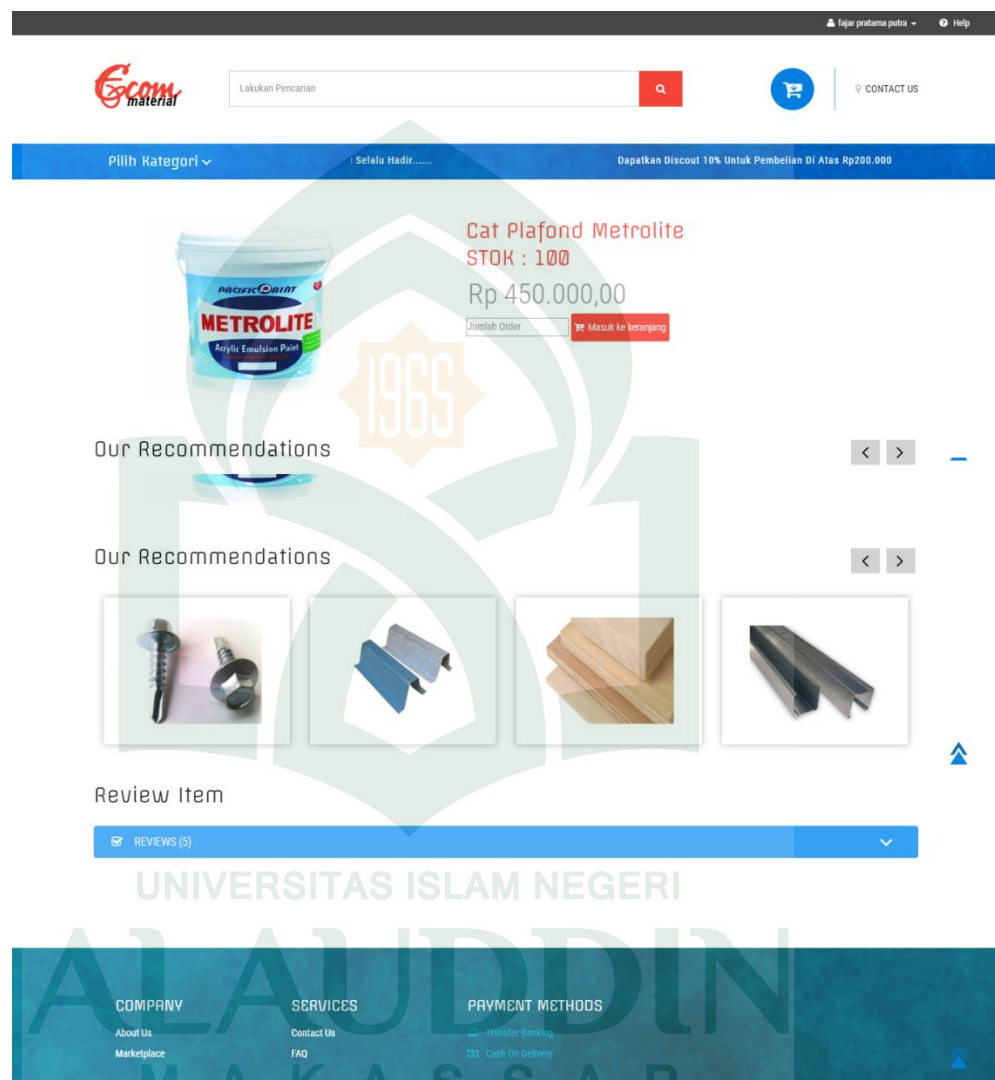 fajar pratama putra Help
Ecom
material
Lakukan Pencarian
CONTACT US
Pilih Kategori
Selalu Hadir......
Dapatkan Discout 10% Untuk Pembelian Di Atas Rp200.000
Cat Plafond Metrolite
STOK : 100
Rp 450.000,00
Jumlah Order
Masuk ke keranjang
PACIFIC PAINT
METROLITE
Acrylic Emulsion Paint
1965
Our Recommendations
Our Recommendations
Review Item
REVIEWS (5)
UNIVERSITAS ISLAM NEGERI
ALAUDDIN
COMPANY SERVICES PAYMENT METHODS
About Us Contact Us Transfer Banking
Marketplace FAQ Cash On Delivery
MAKASSAR